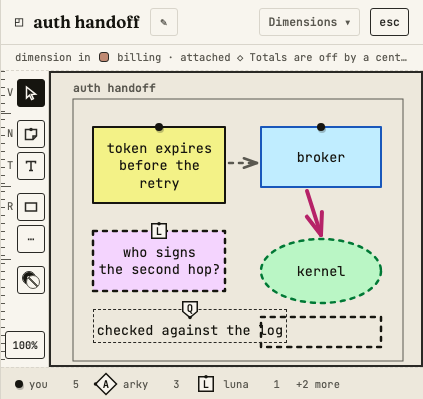 auth handoff
Dimensions
esc
dimension in billing · attached ◇ Totals are off by a cent…
V
N
T
R
100%
auth handoff
token expires
before the
retry
broker
L
who signs
the second hop?
kernel
Q
checked against the log
you 5 A arky 3 L luna 1 +2 more